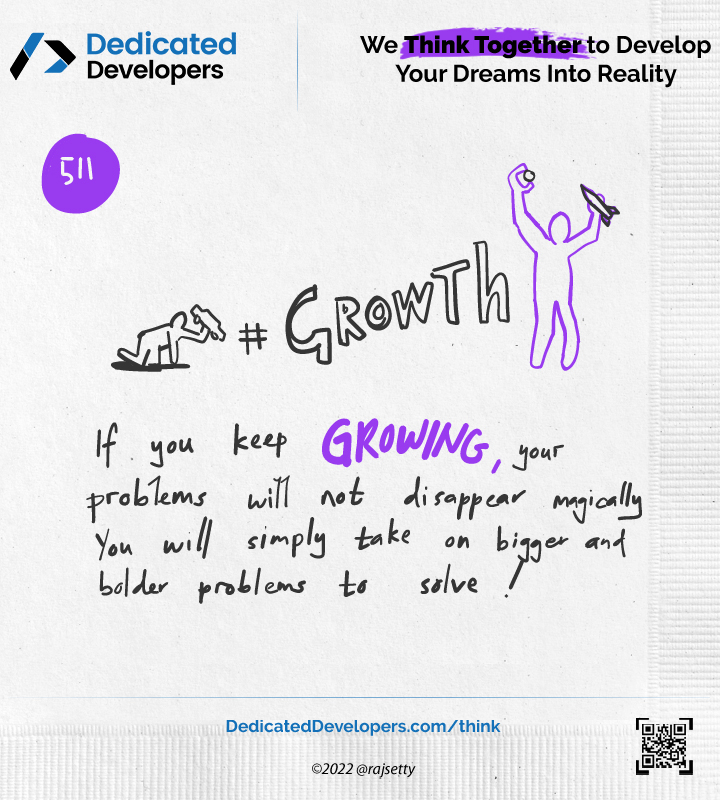 Dedicated
Developers
We Think Together to Develop
Your Dreams Into Reality
511
# GROWTh
If you keep GROWING, your
problems will not disappear magically
You will simply take on bigger and
bolder problems to solve!
DedicatedDevelopers.com/think
©2022 @rajsetty